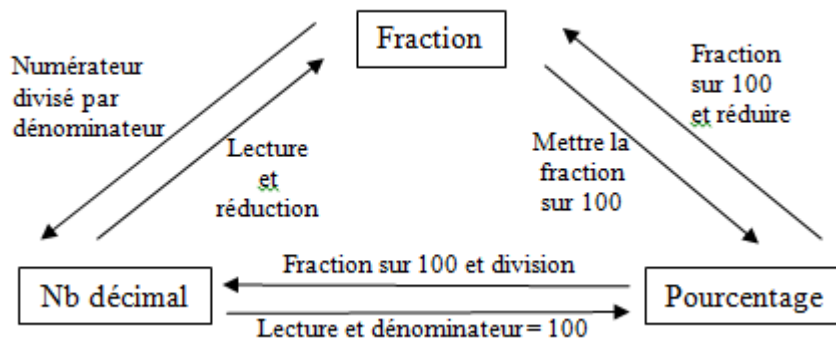 Fraction
Numérateur
divisé par
dénominateur
Lecture
et
réduction
Mettre la
fraction
sur 100
Fraction
sur 100
et réduire
Nb décimal
Fraction sur 100 et division
Lecture et dénominateur = 100
Pourcentage